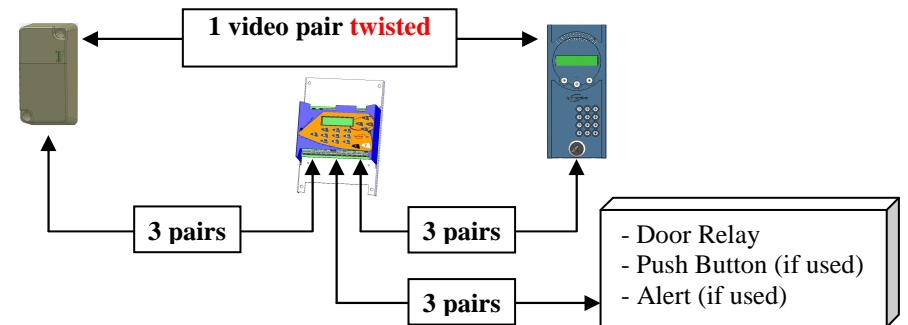 1 video pair twisted
3 pairs
3 pairs
3 pairs
- Door Relay
- Push Button (if used)
- Alert (if used)